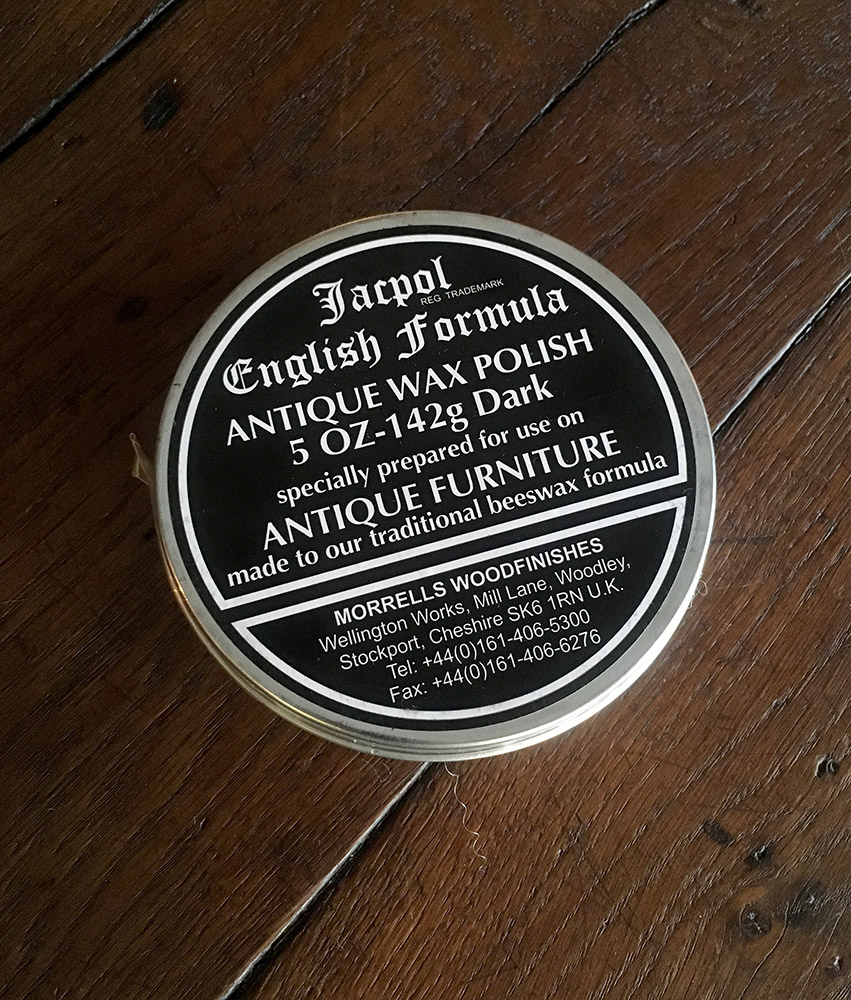 Jacpol
REG TRADEMARK
English Formula
ANTIQUE WAX POLISH
5 OZ-142g Dark
specially prepared for use on
ANTIQUE FURNITURE
made to our traditional beeswax formula
MORRELLS WOODFINISHES
Wellington Works, Mill Lane, Woodley,
Stockport, Cheshire SK6 1RN U.K.
Tel: +44(0)161-406-5300
Fax: +44(0)161-406-6276